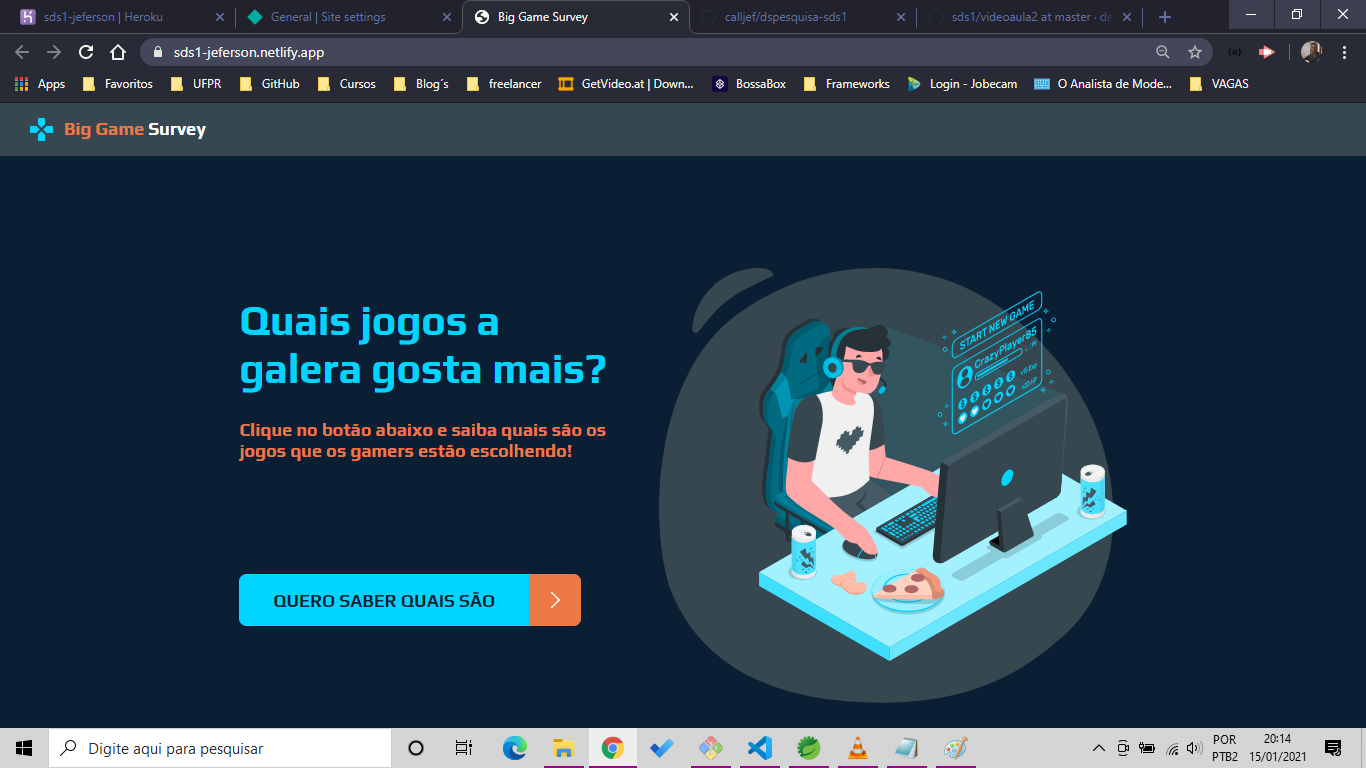 sds1-jeferson | Heroku
General | Site settings
Big Game Survey
calljef/dspesquisa-sds1
sds1/videoaula2 at master · de
sds1-jeferson.netlify.app
Apps
Favoritos
UFPR
GitHub
Cursos
Blog´s
freelancer
GetVideo.at | Down...
BossaBox
Frameworks
Login - Jobecam
O Analista de Mode...
VAGAS
Big Game Survey
Quais jogos a
galera gosta mais?
Clique no botão abaixo e saiba quais são os
jogos que os gamers estão escolhendo!
QUERO SABER QUAIS SÃO
START NEW GAME
CrazyPlayer85
+15 Exp
+20 HP
Digite aqui para pesquisar
POR
PTB2
20:14
15/01/2021